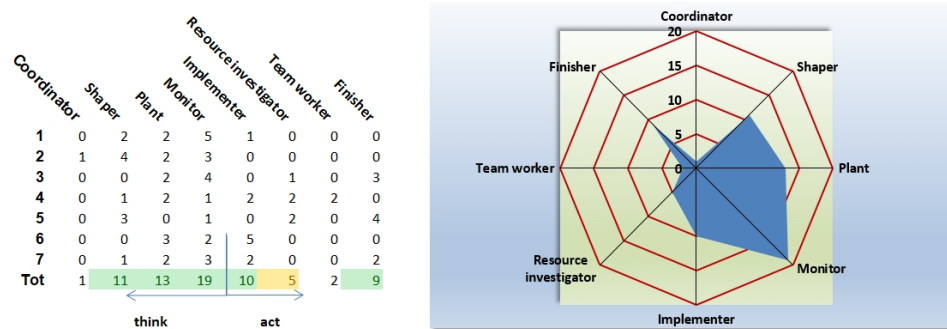 Coordinator Shaper Plant Monitor Implementer Resource investigator Team worker Finisher
1 0 2 2 5 1 0 0 0
2 1 4 2 3 0 0 0 0
3 0 0 2 4 0 1 0 3
4 0 1 2 1 2 2 2 0
5 0 3 0 1 0 2 0 4
6 0 0 3 2 5 0 0 0
7 0 1 2 3 2 0 0 2
Tot 1 11 13 19 10 5 2 9
think act
Coordinator
20
15
10
5
0
Shaper
Plant
Monitor
Implementer
Resource
investigator
Team worker
Finisher